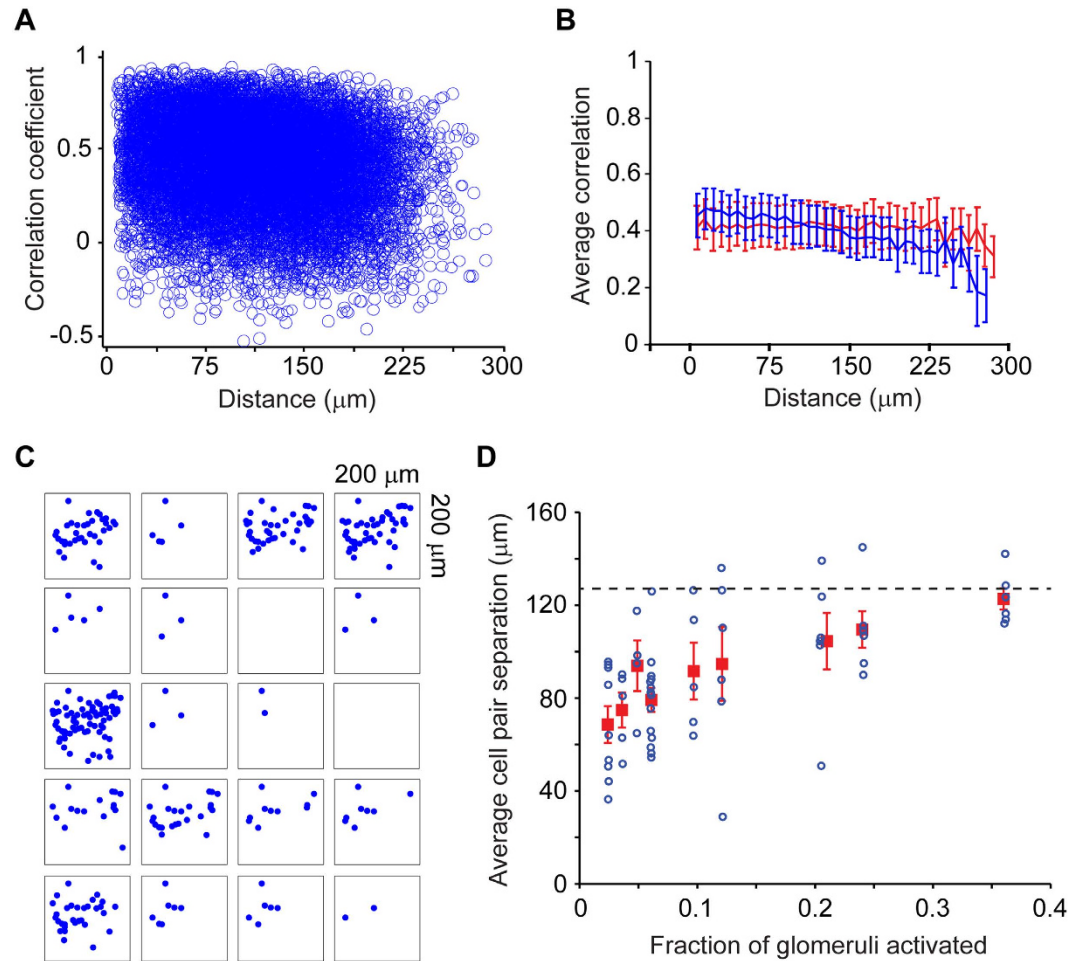 A
Correlation coefficient
1
0.5
0
-0.5
0 75 150 225 300
Distance (μm)
B
Average correlation
1
0.8
0.6
0.4
0.2
0
0 75 150 225 300
Distance (μm)
C
200 μm
200 μm
D
Average cell pair separation (μm)
160
120
80
40
0
0 0.1 0.2 0.3 0.4
Fraction of glomeruli activated